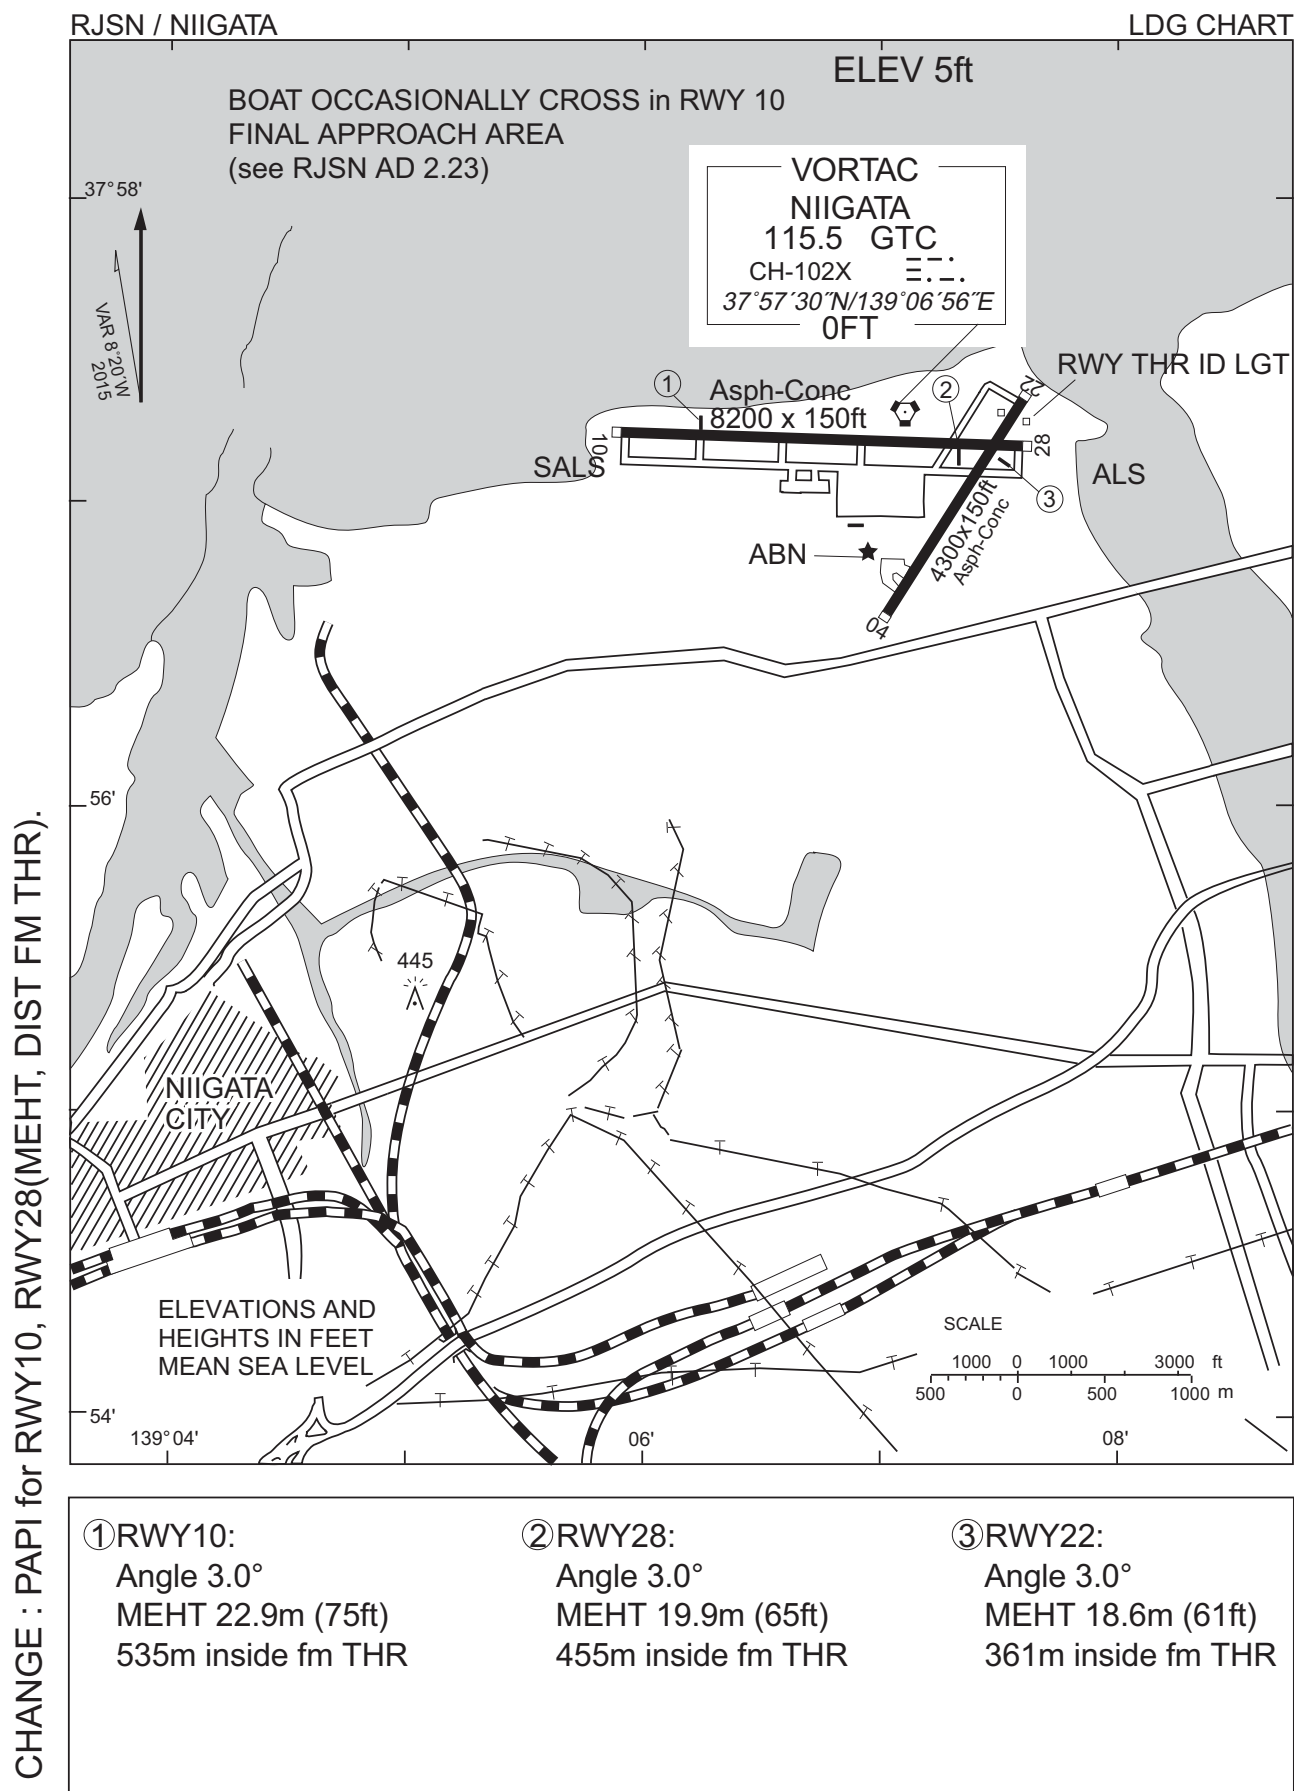 RJSN / NIIGATA
LDG CHART
ELEV 5ft
BOAT OCCASIONALLY CROSS in RWY 10
FINAL APPROACH AREA
(see RJSN AD 2.23)
VORTAC
NIIGATA
115.5 GTC
CH-102X
37°57´30˝N/139°06´56˝E
0FT
37°58'
VAR 8°20´W
2015
RWY THR ID LGT
22
①
Asph-Conc
②
8200 x 150ft
10
28
SALS
ALS
③
4300x150ft
Asph-Conc
ABN
04
56'
445
NIIGATA
CITY
ELEVATIONS AND
HEIGHTS IN FEET
MEAN SEA LEVEL
SCALE
1000 0 1000 3000 ft
500 0 500 1000 m
54'
139°04'
06'
08'
①RWY10:
Angle 3.0°
MEHT 22.9m (75ft)
535m inside fm THR
②RWY28:
Angle 3.0°
MEHT 19.9m (65ft)
455m inside fm THR
③RWY22:
Angle 3.0°
MEHT 18.6m (61ft)
361m inside fm THR
CHANGE : PAPI for RWY10, RWY28(MEHT, DIST FM THR).